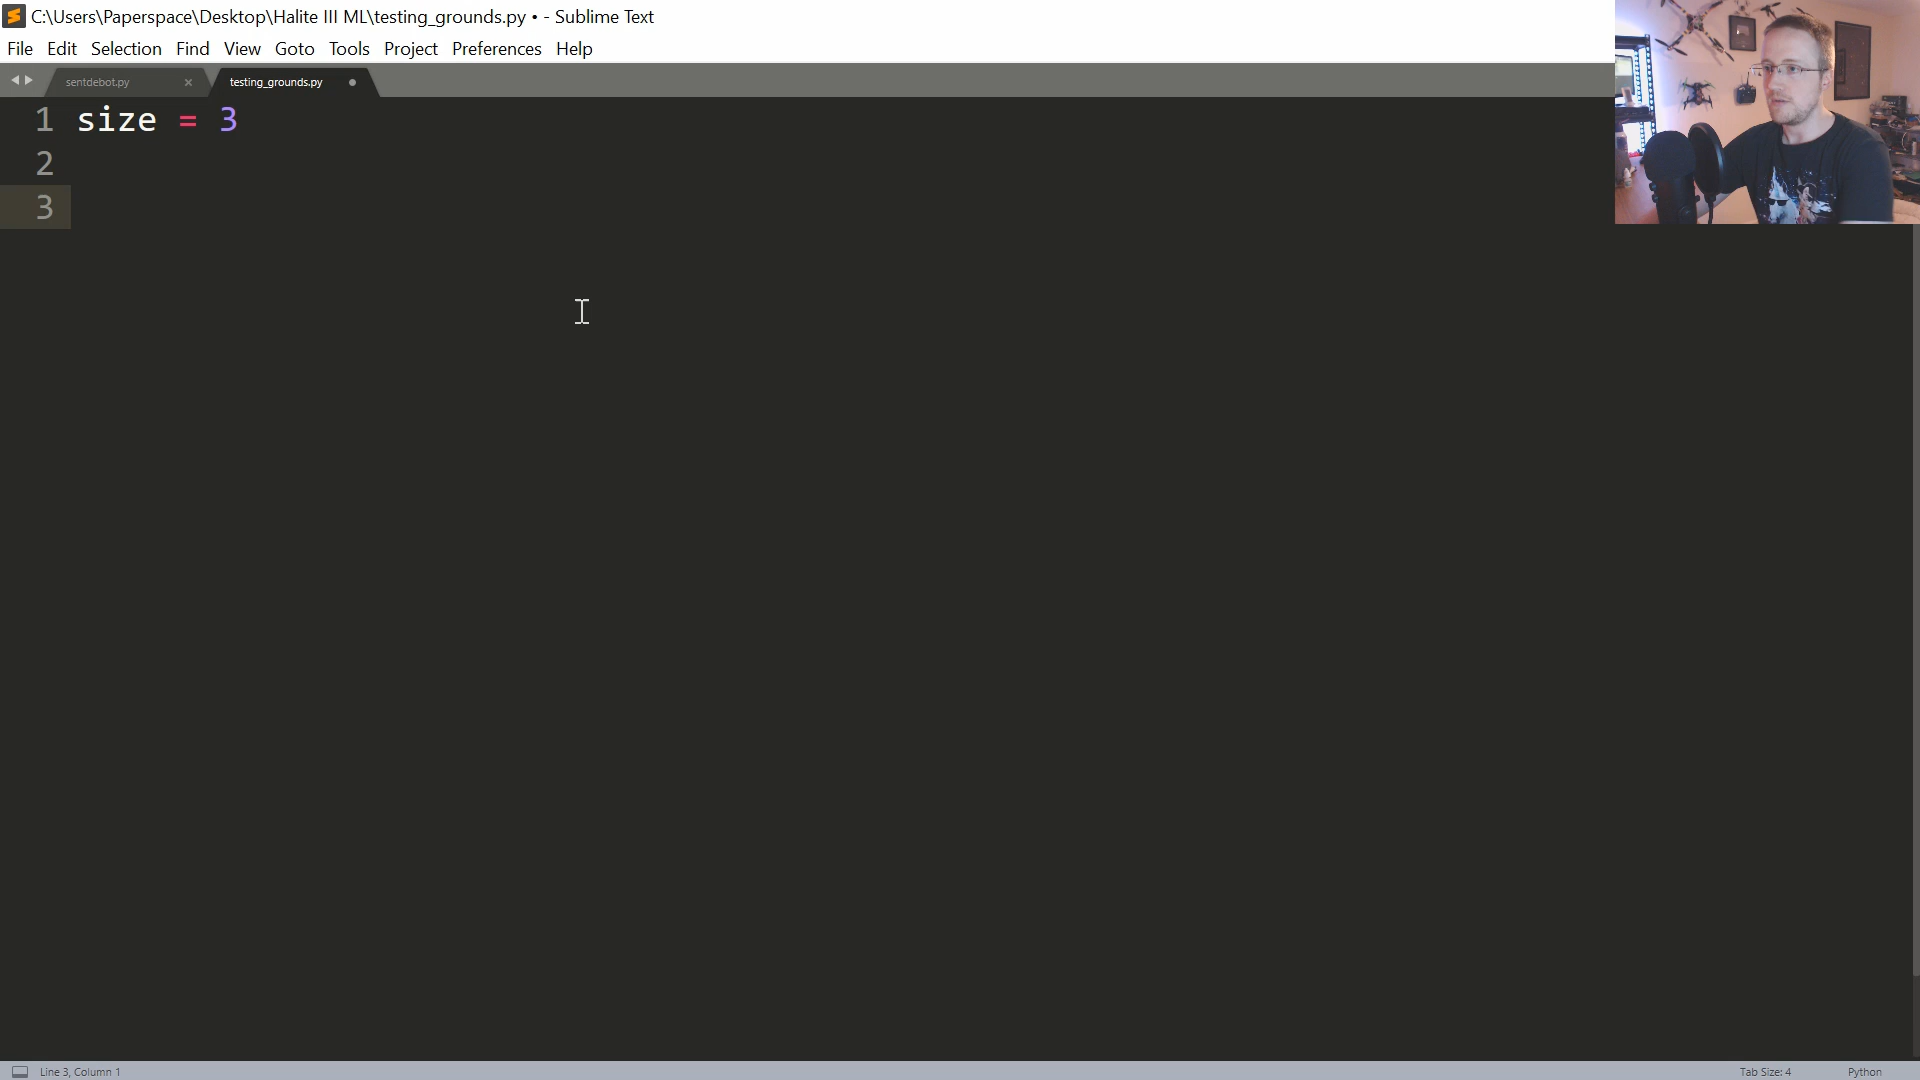 C:\Users\Paperspace\Desktop\Halite III ML\testing_grounds.py • - Sublime Text
File Edit Selection Find View Goto Tools Project Preferences Help
sentdebot.py × testing_grounds.py
1 size = 3
2
3
Line 3, Column 1 Tab Size: 4 Python